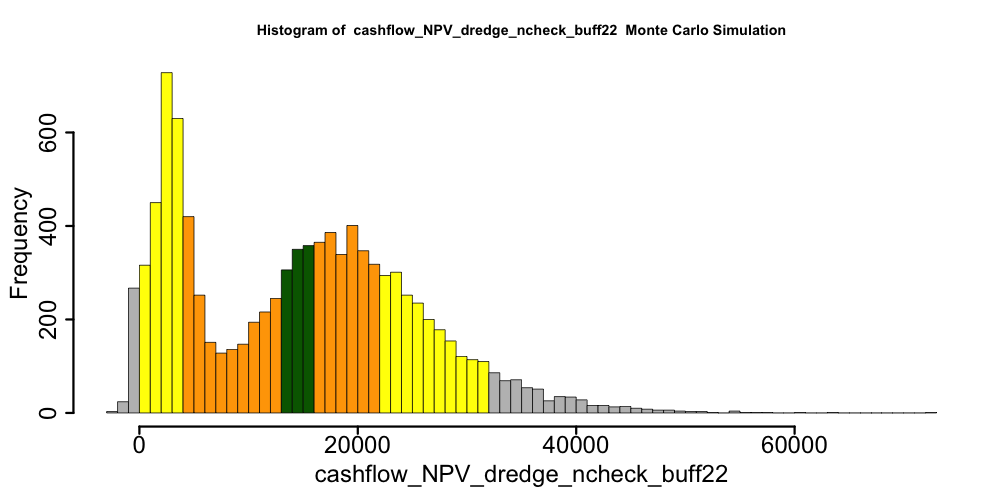 Histogram of  cashflow_NPV_dredge_ncheck_buff22  Monte Carlo Simulation
Frequency
600
400
200
0
0 20000 40000 60000
cashflow_NPV_dredge_ncheck_buff22